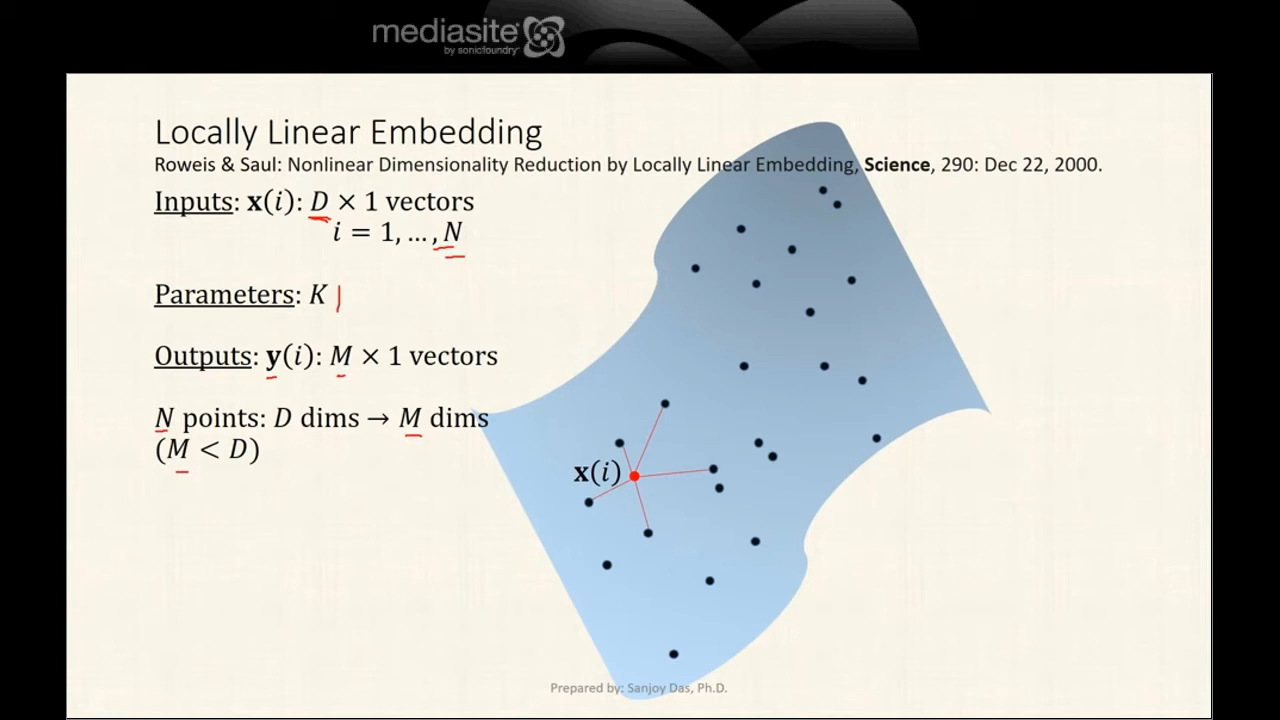 mediasite
by sonicfoundry
Locally Linear Embedding
Roweis & Saul: Nonlinear Dimensionality Reduction by Locally Linear Embedding, Science, 290: Dec 22, 2000.
Inputs: x(i): D × 1 vectors
i = 1, … , N
Parameters: K
Outputs: y(i): M × 1 vectors
N points: D dims → M dims
(M < D)
x(i)
Prepared by: Sanjoy Das, Ph.D.